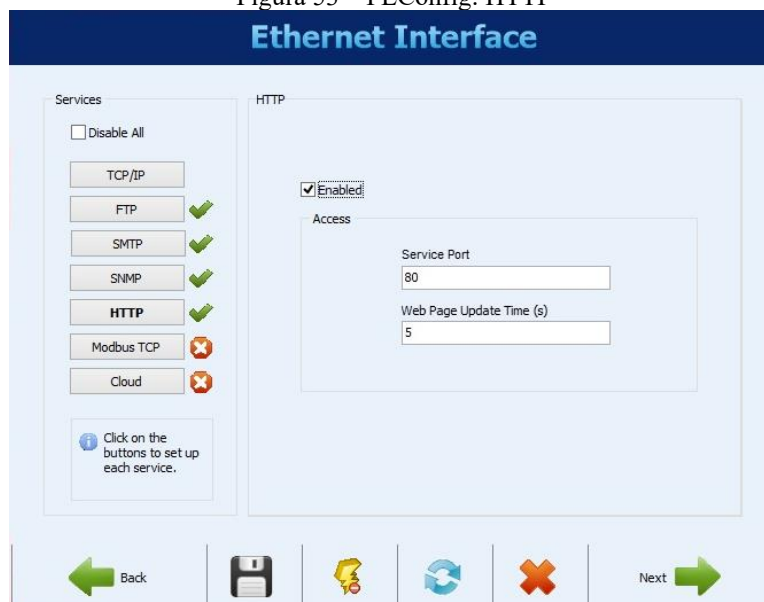 Ethernet Interface
Services
Disable All
TCP/IP
FTP
SMTP
SNMP
HTTP
Modbus TCP
Cloud
Click on the
buttons to set up
each service.
HTTP
Enabled
Access
Service Port
80
Web Page Update Time (s)
5
Back
Next